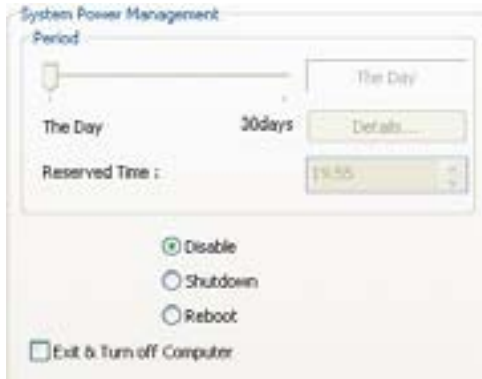 System Power Management
Period
The Day
The Day 30days
Details...
Reserved Time :
19:55
Disable
Shutdown
Reboot
Exit & Turn off Computer